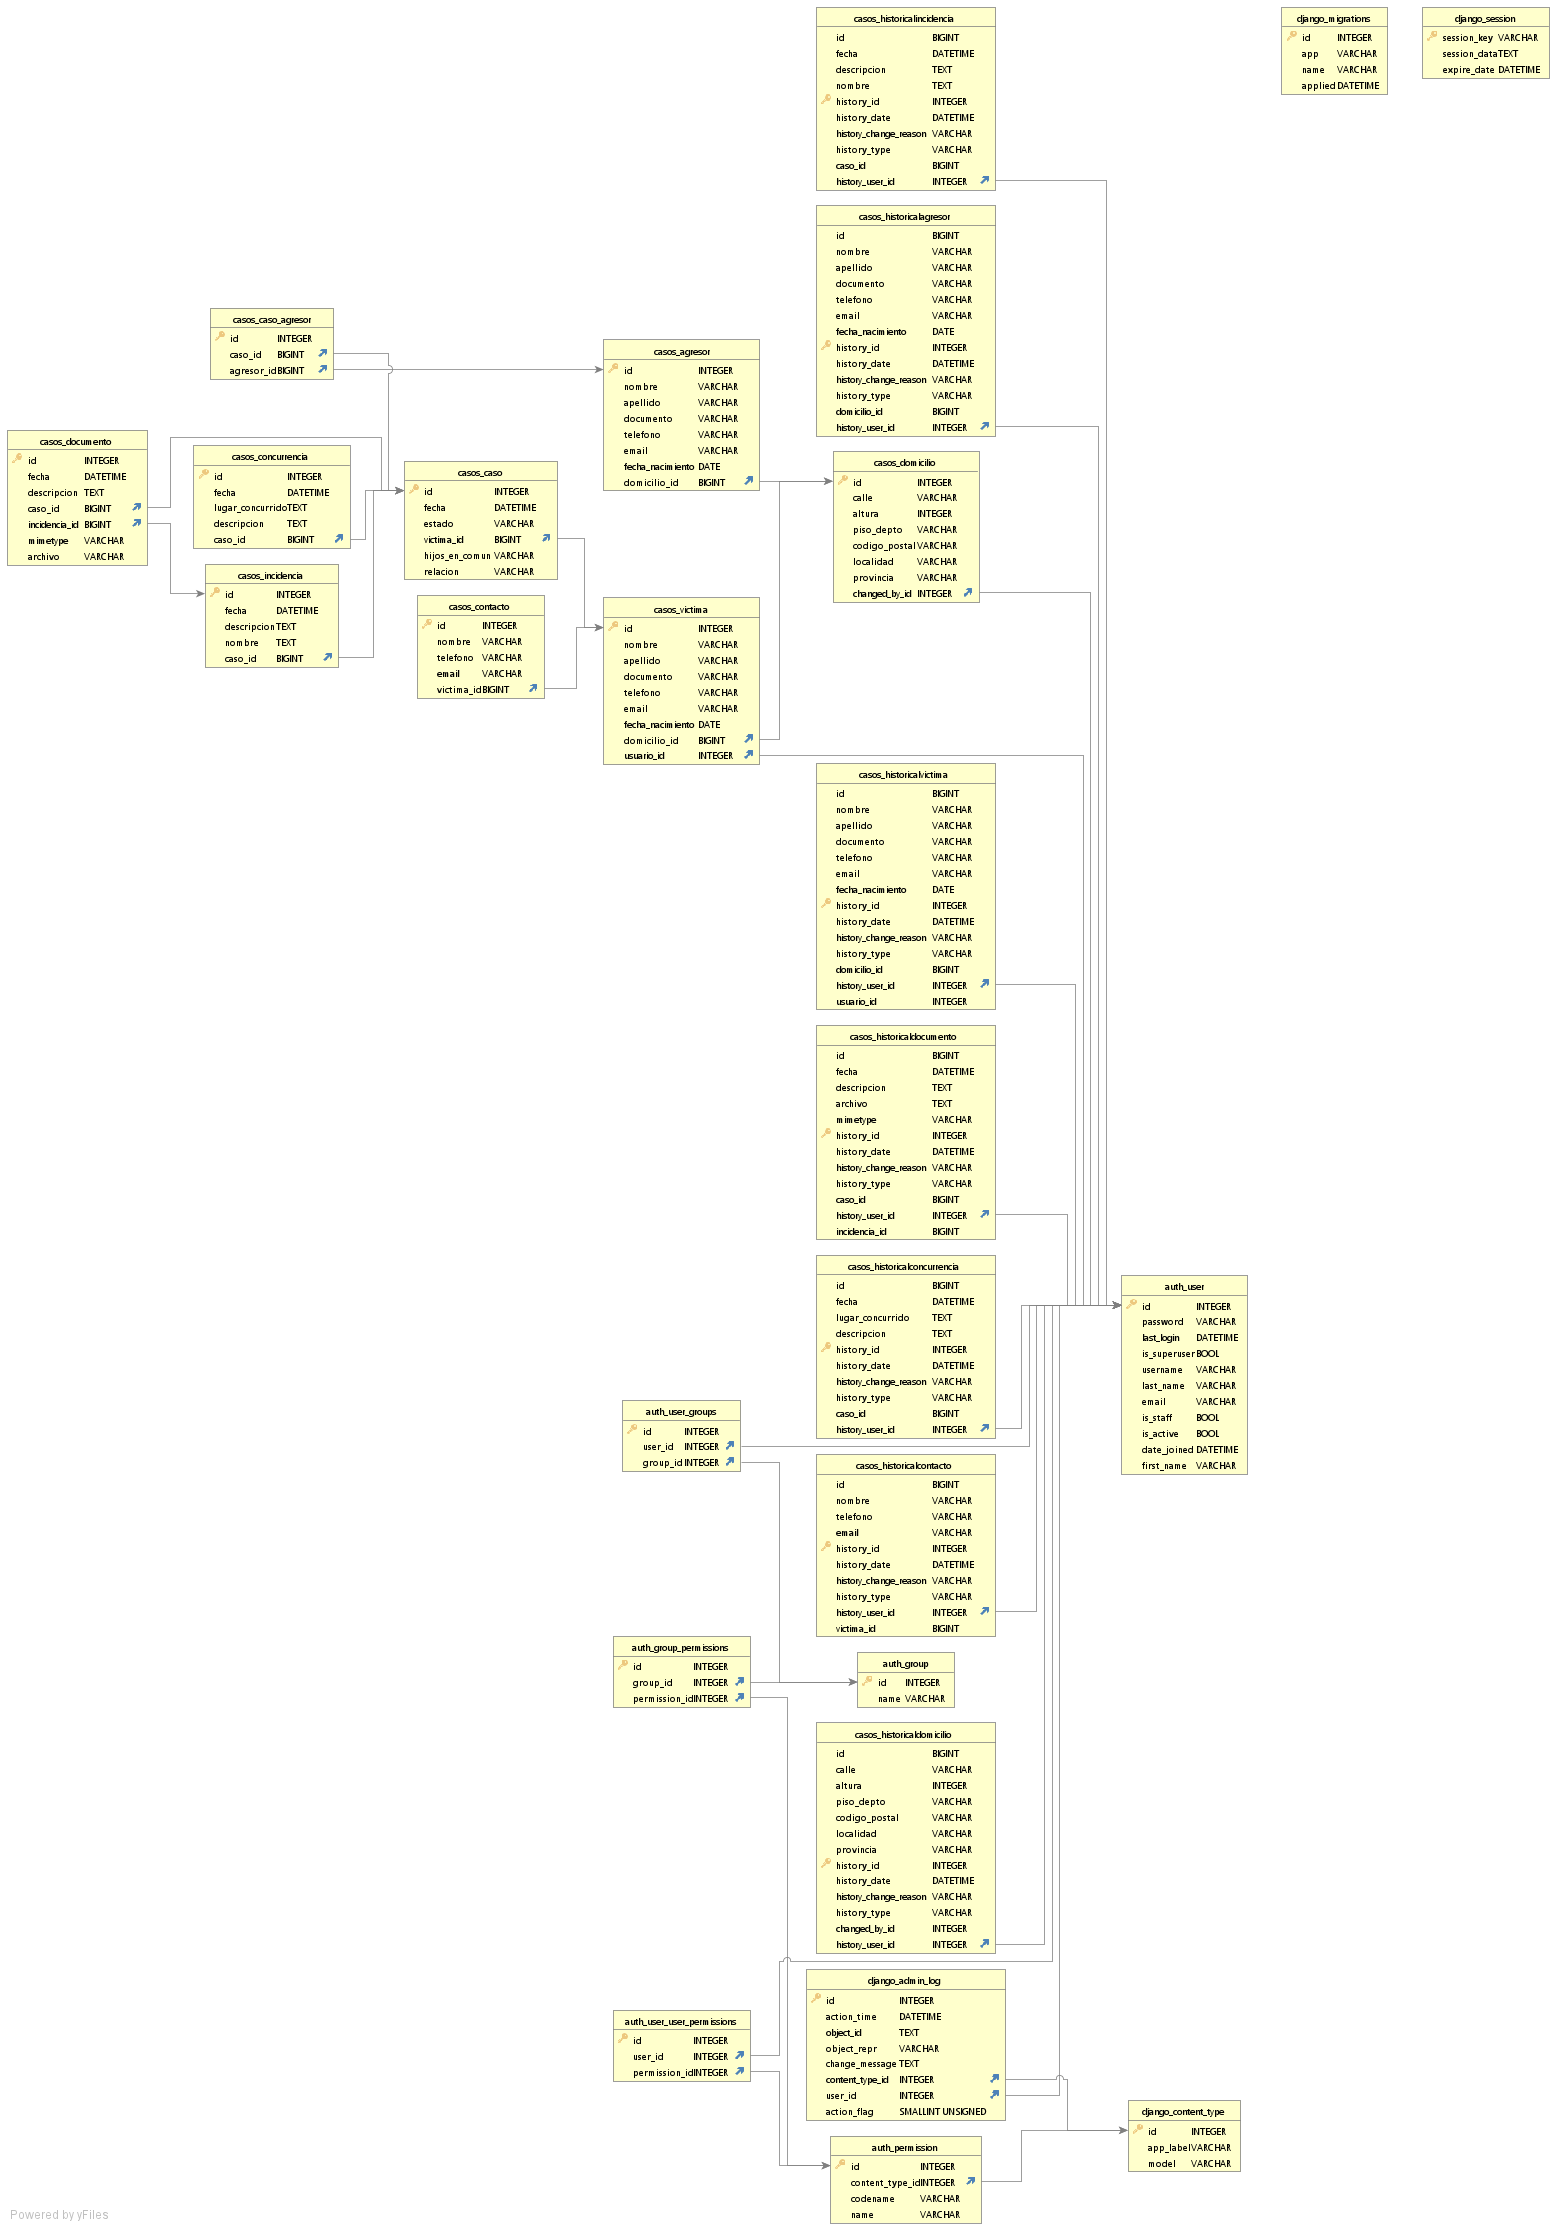 casos_historicalincidencia
id BIGINT
fecha DATETIME
descripcion TEXT
nombre TEXT
history_id INTEGER
history_date DATETIME
history_change_reason VARCHAR
history_type VARCHAR
caso_id BIGINT
history_user_id INTEGER
django_migrations
id INTEGER
app VARCHAR
name VARCHAR
applied DATETIME
django_session
session_key VARCHAR
session_data TEXT
expire_date DATETIME
casos_historicalagresor
id BIGINT
nombre VARCHAR
apellido VARCHAR
documento VARCHAR
telefono VARCHAR
email VARCHAR
fecha_nacimiento DATE
history_id INTEGER
history_date DATETIME
history_change_reason VARCHAR
history_type VARCHAR
domicilio_id BIGINT
history_user_id INTEGER
casos_caso_agresor
id INTEGER
caso_id BIGINT
agresor_id BIGINT
casos_agresor
id INTEGER
nombre VARCHAR
apellido VARCHAR
documento VARCHAR
telefono VARCHAR
email VARCHAR
fecha_nacimiento DATE
domicilio_id BIGINT
casos_documento
id INTEGER
fecha DATETIME
descripcion TEXT
caso_id BIGINT
incidencia_id BIGINT
mimetype VARCHAR
archivo VARCHAR
casos_concurrencia
id INTEGER
fecha DATETIME
lugar_concurrido TEXT
descripcion TEXT
caso_id BIGINT
casos_caso
id INTEGER
fecha DATETIME
estado VARCHAR
victima_id BIGINT
hijos_en_comun VARCHAR
relacion VARCHAR
casos_domicilio
id INTEGER
calle VARCHAR
altura INTEGER
piso_depto VARCHAR
codigo_postal VARCHAR
localidad VARCHAR
provincia VARCHAR
changed_by_id INTEGER
casos_incidencia
id INTEGER
fecha DATETIME
descripcion TEXT
nombre TEXT
caso_id BIGINT
casos_contacto
id INTEGER
nombre VARCHAR
telefono VARCHAR
email VARCHAR
victima_id BIGINT
casos_victima
id INTEGER
nombre VARCHAR
apellido VARCHAR
documento VARCHAR
telefono VARCHAR
email VARCHAR
fecha_nacimiento DATE
domicilio_id BIGINT
usuario_id INTEGER
casos_historicalvictima
id BIGINT
nombre VARCHAR
apellido VARCHAR
documento VARCHAR
telefono VARCHAR
email VARCHAR
fecha_nacimiento DATE
history_id INTEGER
history_date DATETIME
history_change_reason VARCHAR
history_type VARCHAR
domicilio_id BIGINT
history_user_id INTEGER
usuario_id INTEGER
casos_historicaldocumento
id BIGINT
fecha DATETIME
descripcion TEXT
archivo TEXT
mimetype VARCHAR
history_id INTEGER
history_date DATETIME
history_change_reason VARCHAR
history_type VARCHAR
caso_id BIGINT
history_user_id INTEGER
incidencia_id BIGINT
casos_historicalconcurrencia
id BIGINT
fecha DATETIME
lugar_concurrido TEXT
descripcion TEXT
history_id INTEGER
history_date DATETIME
history_change_reason VARCHAR
history_type VARCHAR
caso_id BIGINT
history_user_id INTEGER
auth_user
id INTEGER
password VARCHAR
last_login DATETIME
is_superuser BOOL
username VARCHAR
last_name VARCHAR
email VARCHAR
is_staff BOOL
is_active BOOL
date_joined DATETIME
first_name VARCHAR
auth_user_groups
id INTEGER
user_id INTEGER
group_id INTEGER
casos_historicalcontacto
id BIGINT
nombre VARCHAR
telefono VARCHAR
email VARCHAR
history_id INTEGER
history_date DATETIME
history_change_reason VARCHAR
history_type VARCHAR
history_user_id INTEGER
victima_id BIGINT
auth_group_permissions
id INTEGER
group_id INTEGER
permission_id INTEGER
auth_group
id INTEGER
name VARCHAR
casos_historicaldomicilio
id BIGINT
calle VARCHAR
altura INTEGER
piso_depto VARCHAR
codigo_postal VARCHAR
localidad VARCHAR
provincia VARCHAR
history_id INTEGER
history_date DATETIME
history_change_reason VARCHAR
history_type VARCHAR
changed_by_id INTEGER
history_user_id INTEGER
django_admin_log
id INTEGER
action_time DATETIME
object_id TEXT
object_repr VARCHAR
change_message TEXT
content_type_id INTEGER
user_id INTEGER
action_flag SMALLINT UNSIGNED
auth_user_user_permissions
id INTEGER
user_id INTEGER
permission_id INTEGER
django_content_type
id INTEGER
app_label VARCHAR
model VARCHAR
auth_permission
id INTEGER
content_type_id INTEGER
codename VARCHAR
name VARCHAR
Powered by yFiles